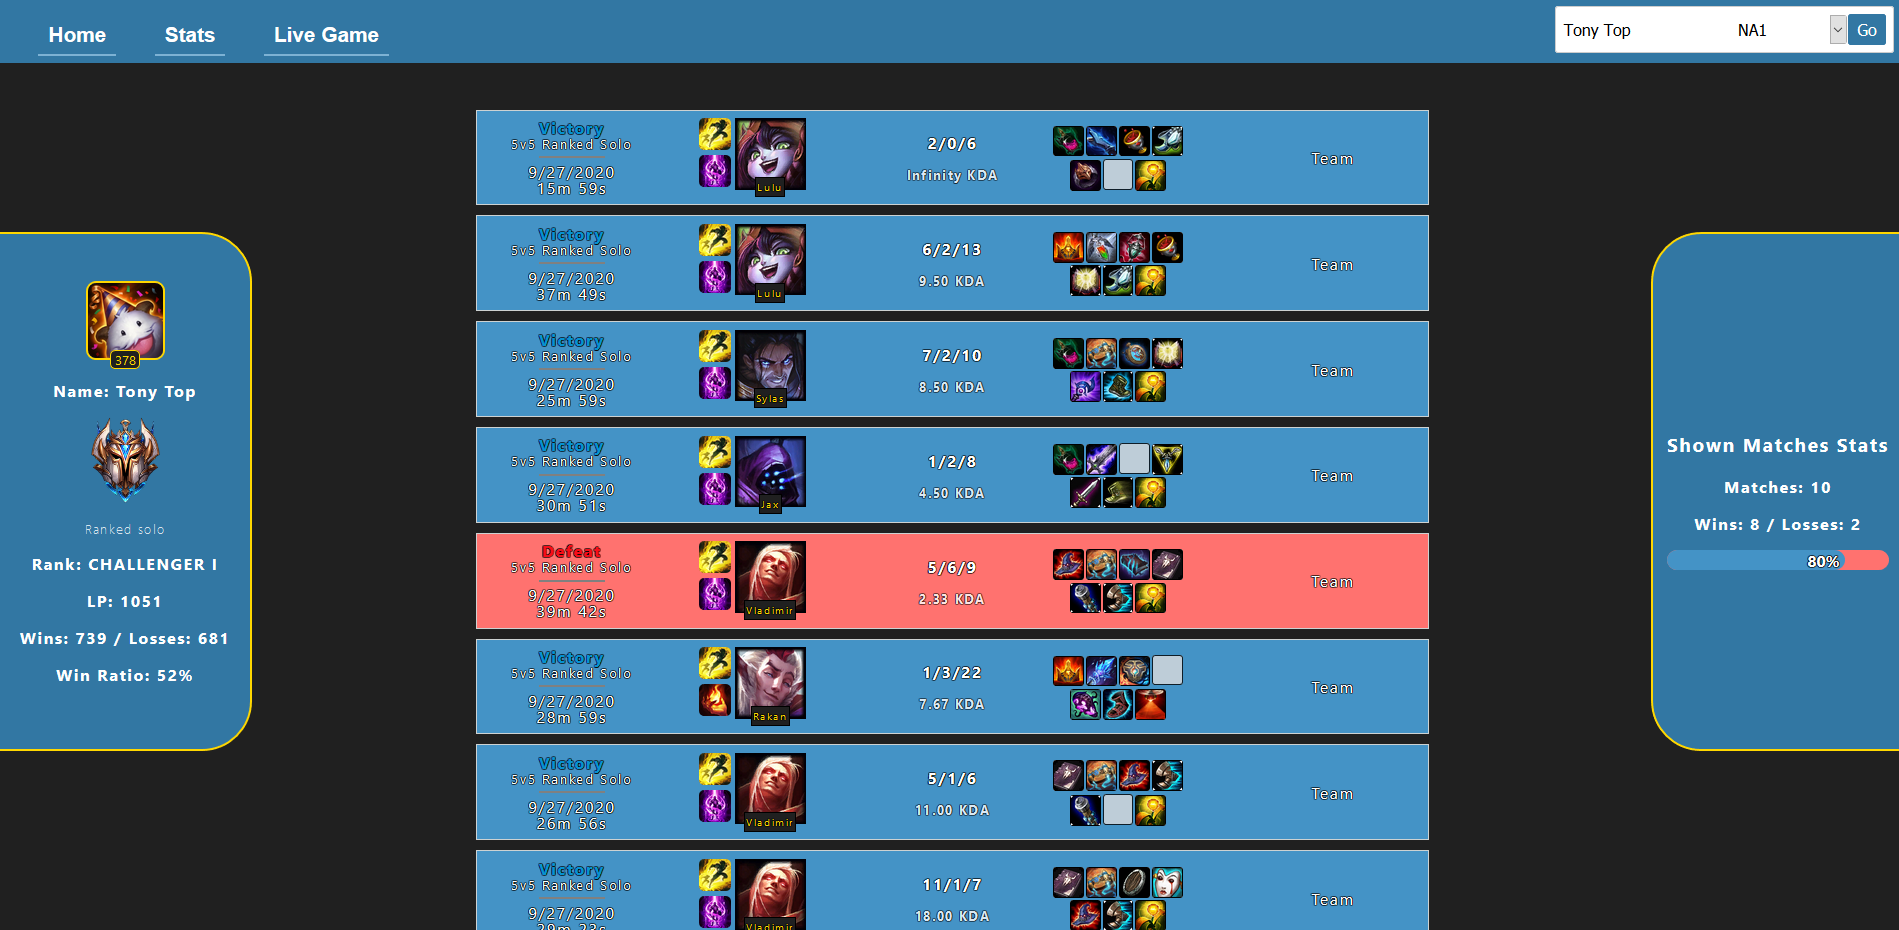 Home
Stats
Live Game
Tony Top
NA1
Go
378
Name: Tony Top
Ranked solo
Rank: CHALLENGER I
LP: 1051
Wins: 739 / Losses: 681
Win Ratio: 52%
Victory
5v5 Ranked Solo
9/27/2020
15m 59s
Lulu
2/0/6
Infinity KDA
Team
Victory
5v5 Ranked Solo
9/27/2020
37m 49s
Lulu
6/2/13
9.50 KDA
Team
Victory
5v5 Ranked Solo
9/27/2020
25m 59s
Sylas
7/2/10
8.50 KDA
Team
Victory
5v5 Ranked Solo
9/27/2020
30m 51s
Jax
1/2/8
4.50 KDA
Team
Defeat
5v5 Ranked Solo
9/27/2020
39m 42s
Vladimir
5/6/9
2.33 KDA
Team
Victory
5v5 Ranked Solo
9/27/2020
28m 59s
Rakan
1/3/22
7.67 KDA
Team
Victory
5v5 Ranked Solo
9/27/2020
26m 56s
Vladimir
5/1/6
11.00 KDA
Team
Victory
5v5 Ranked Solo
9/27/2020
29m 23s
Vladimir
11/1/7
18.00 KDA
Team
Shown Matches Stats
Matches: 10
Wins: 8 / Losses: 2
80%